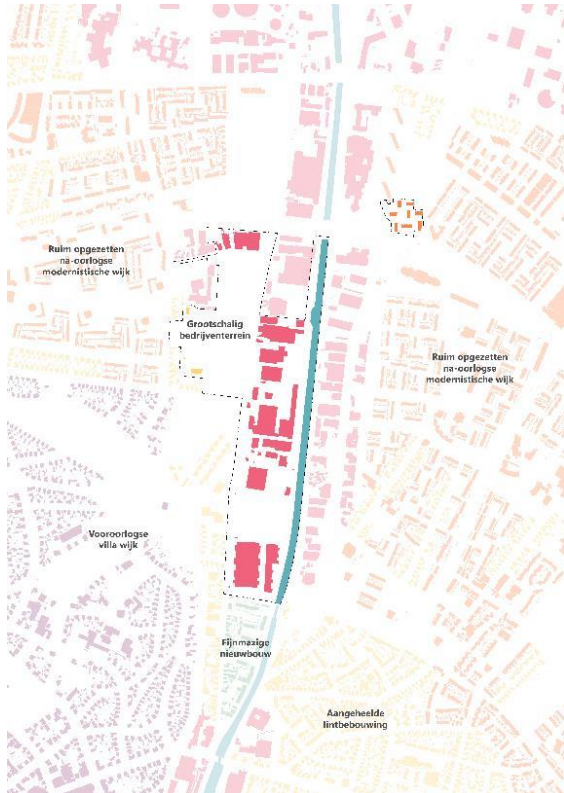 Ruim opgezetten
na-oorlogse
modernistische wijk
Grootschalig
bedrijventerrein
Ruim opgezetten
na-oorlogse
modernistische wijk
Vooroorlogse
villa wijk
Fijnmazige
nieuwbouw
Aangeheelde
lintbebouwing